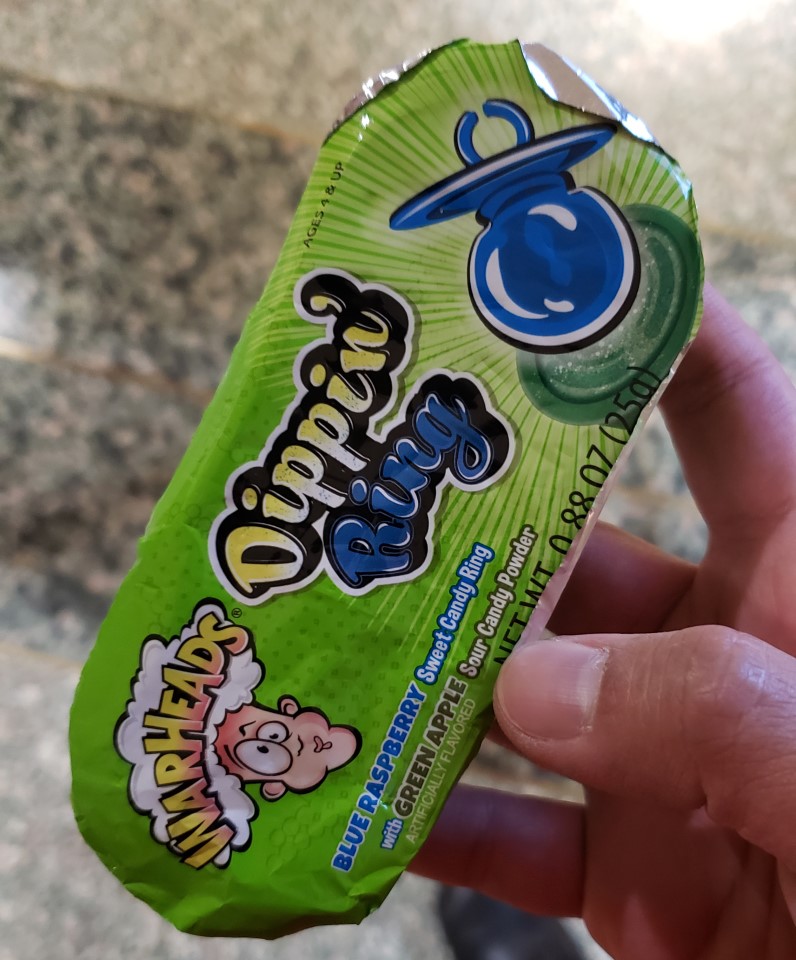 AGES 4 & UP
Dippin'
Ring
WARHEADS®
BLUE RASPBERRY Sweet Candy Ring
with GREEN APPLE Sour Candy Powder
ARTIFICIALLY FLAVORED
NET WT 0.88 OZ (25g)